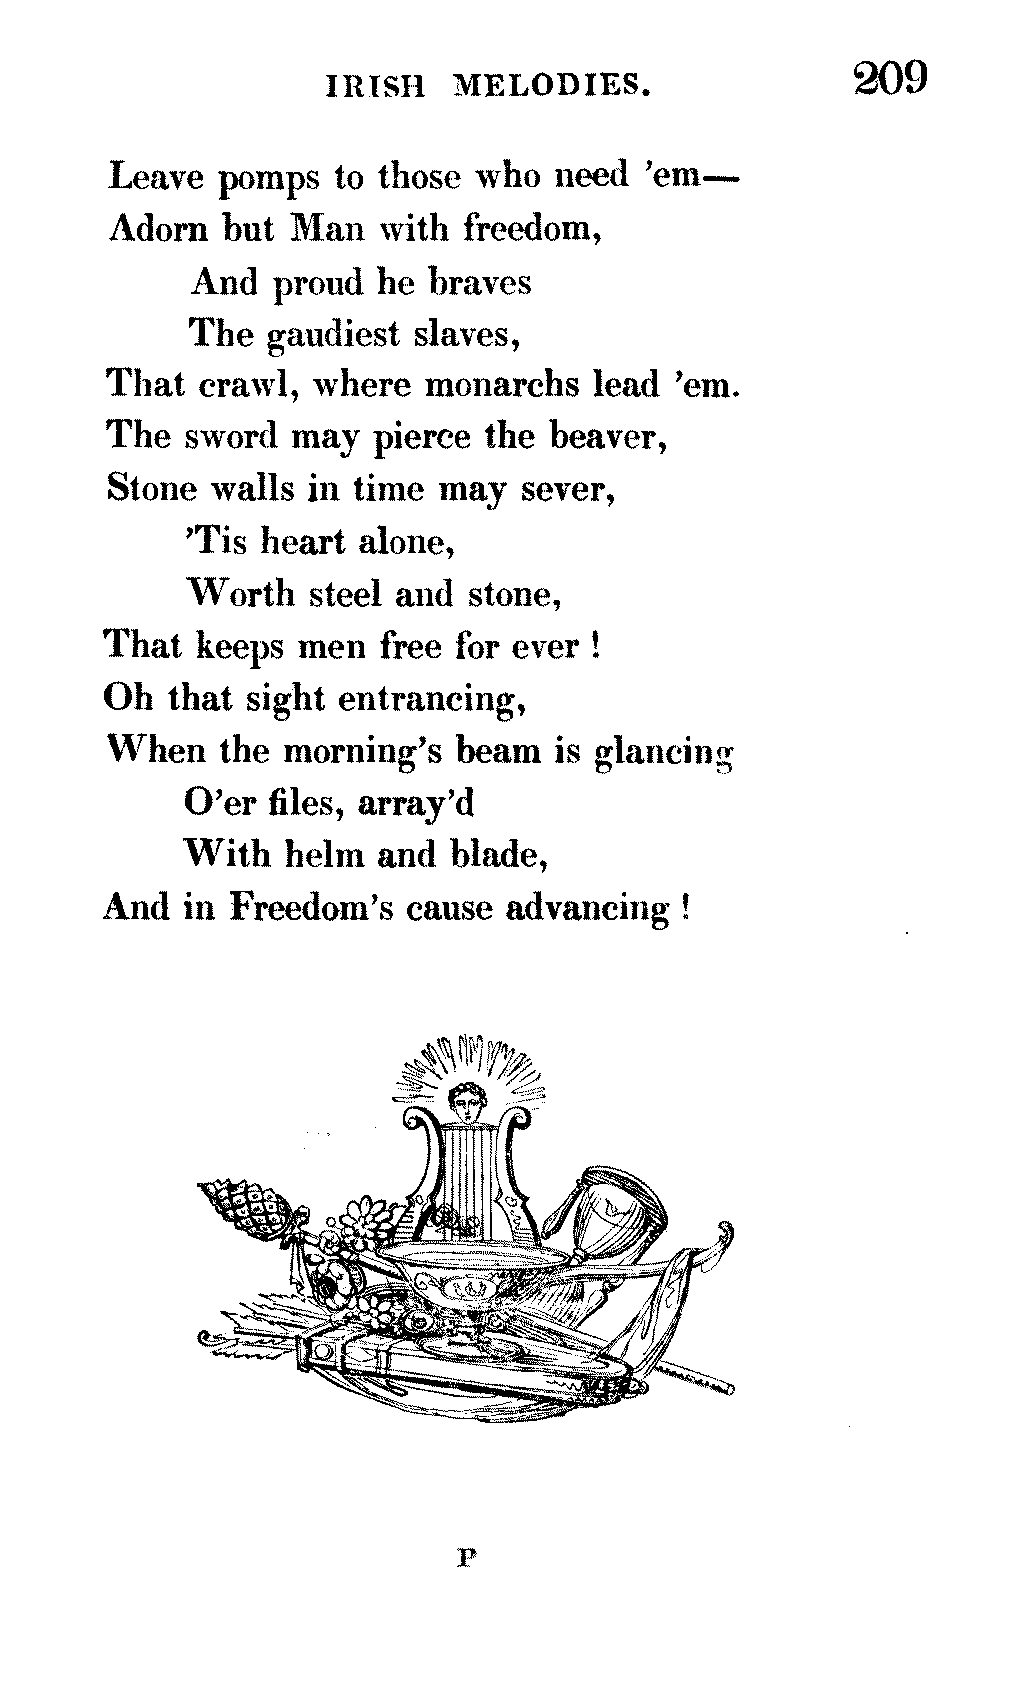 IRISH MELODIES. 209
Leave pomps to those who need 'em—
Adorn but Man with freedom,
And proud he braves
The gaudiest slaves,
That crawl, where monarchs lead 'em.
The sword may pierce the beaver,
Stone walls in time may sever,
'Tis heart alone,
Worth steel and stone,
That keeps men free for ever !
Oh that sight entrancing,
When the morning's beam is glancing
O'er files, array'd
With helm and blade,
And in Freedom's cause advancing !
P